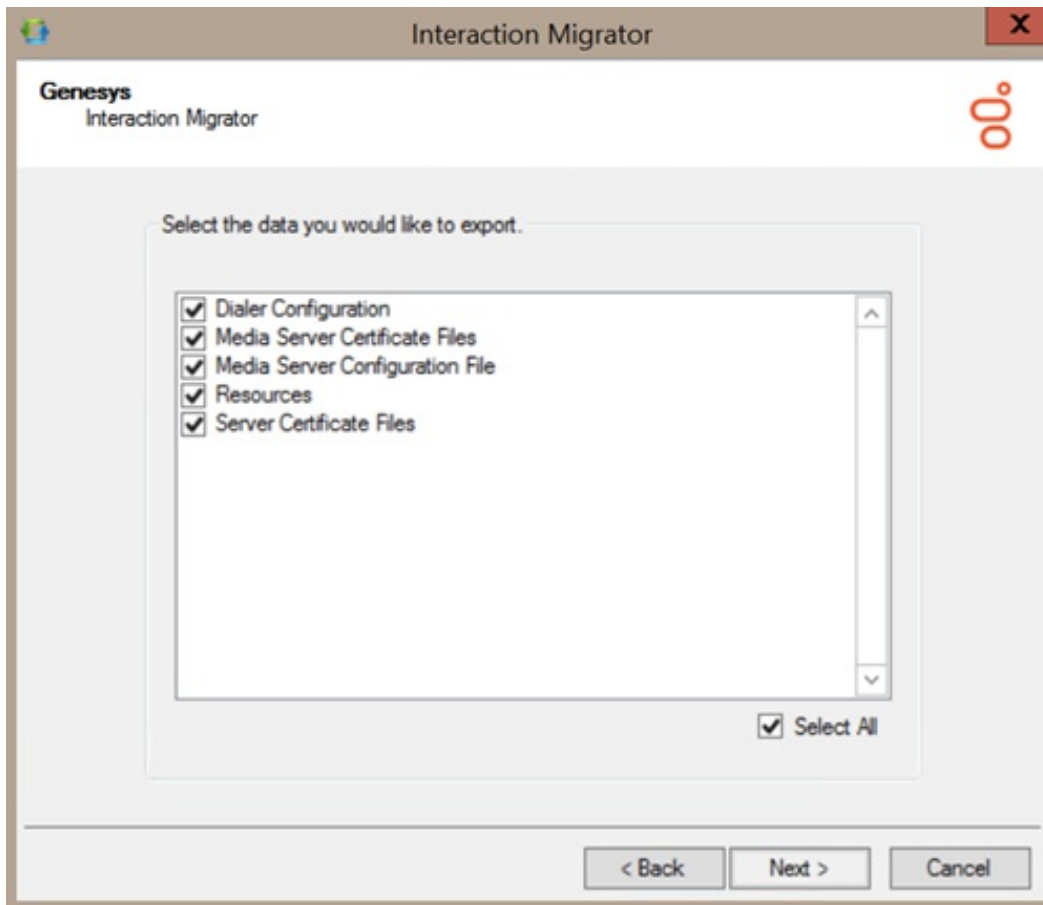 Interaction Migrator
X
Genesys
Interaction Migrator
Select the data you would like to export.
Dialer Configuration
Media Server Certificate Files
Media Server Configuration File
Resources
Server Certificate Files
Select All
< Back
Next >
Cancel